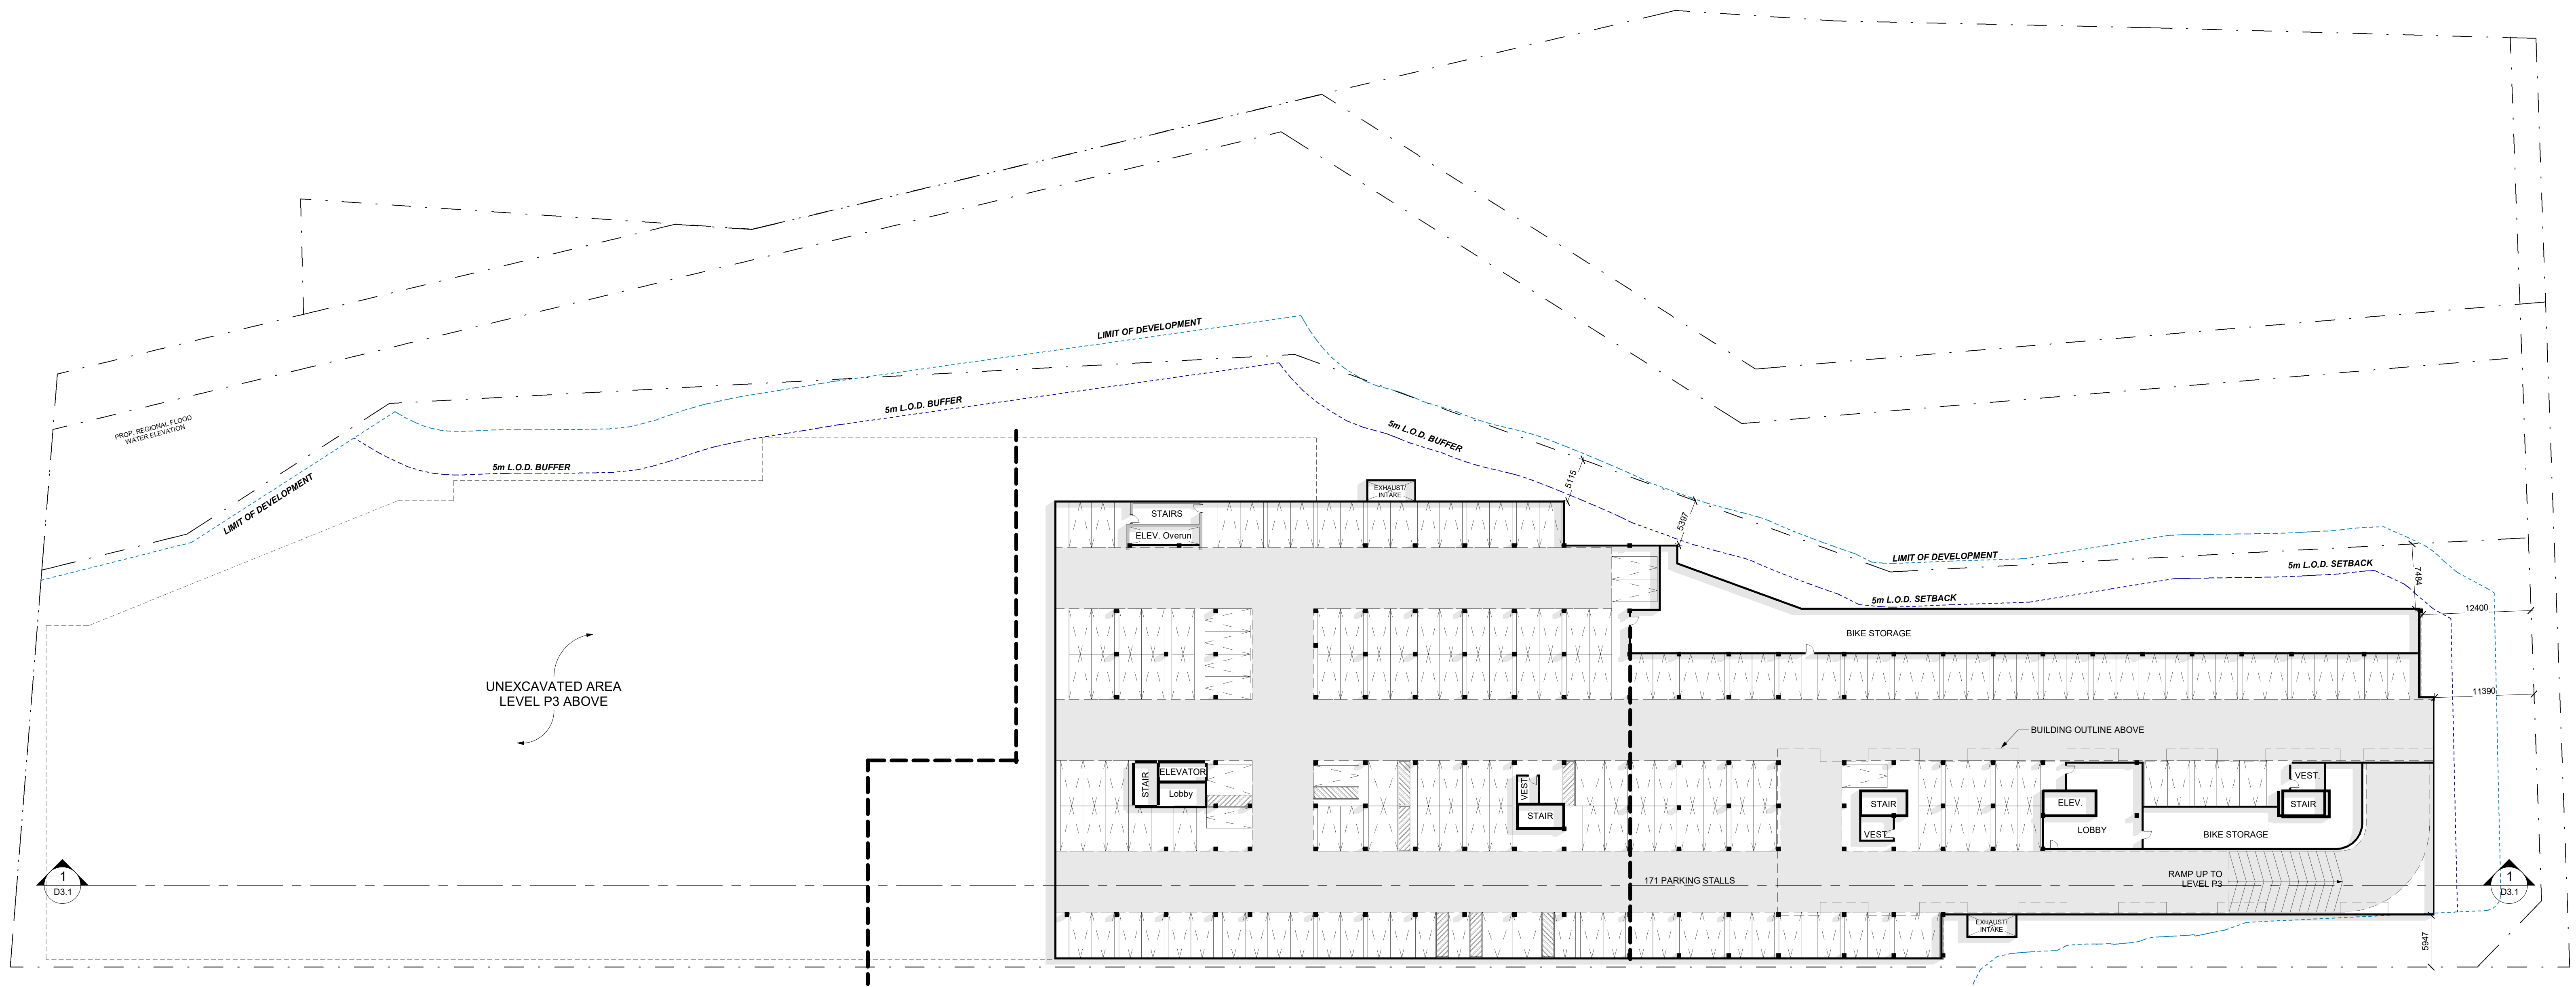 LIMIT OF DEVELOPMENT
5m L.O.D. BUFFER
PROP. REGIONAL FLOOD
WATER ELEVATION
5m L.O.D. BUFFER
5m L.O.D. BUFFER
LIMIT OF DEVELOPMENT
5115
EXHAUST/
INTAKE
5397
STAIRS
ELEV. Overun
LIMIT OF DEVELOPMENT
5m L.O.D. SETBACK
7484
5m L.O.D. SETBACK
12400
BIKE STORAGE
UNEXCAVATED AREA
LEVEL P3 ABOVE
11390
BUILDING OUTLINE ABOVE
STAIR
ELEVATOR
Lobby
VEST.
STAIR
STAIR
VEST.
ELEV.
LOBBY
VEST.
STAIR
BIKE STORAGE
1
D3.1
171 PARKING STALLS
RAMP UP TO
LEVEL P3
1
D3.1
EXHAUST/
INTAKE
5947